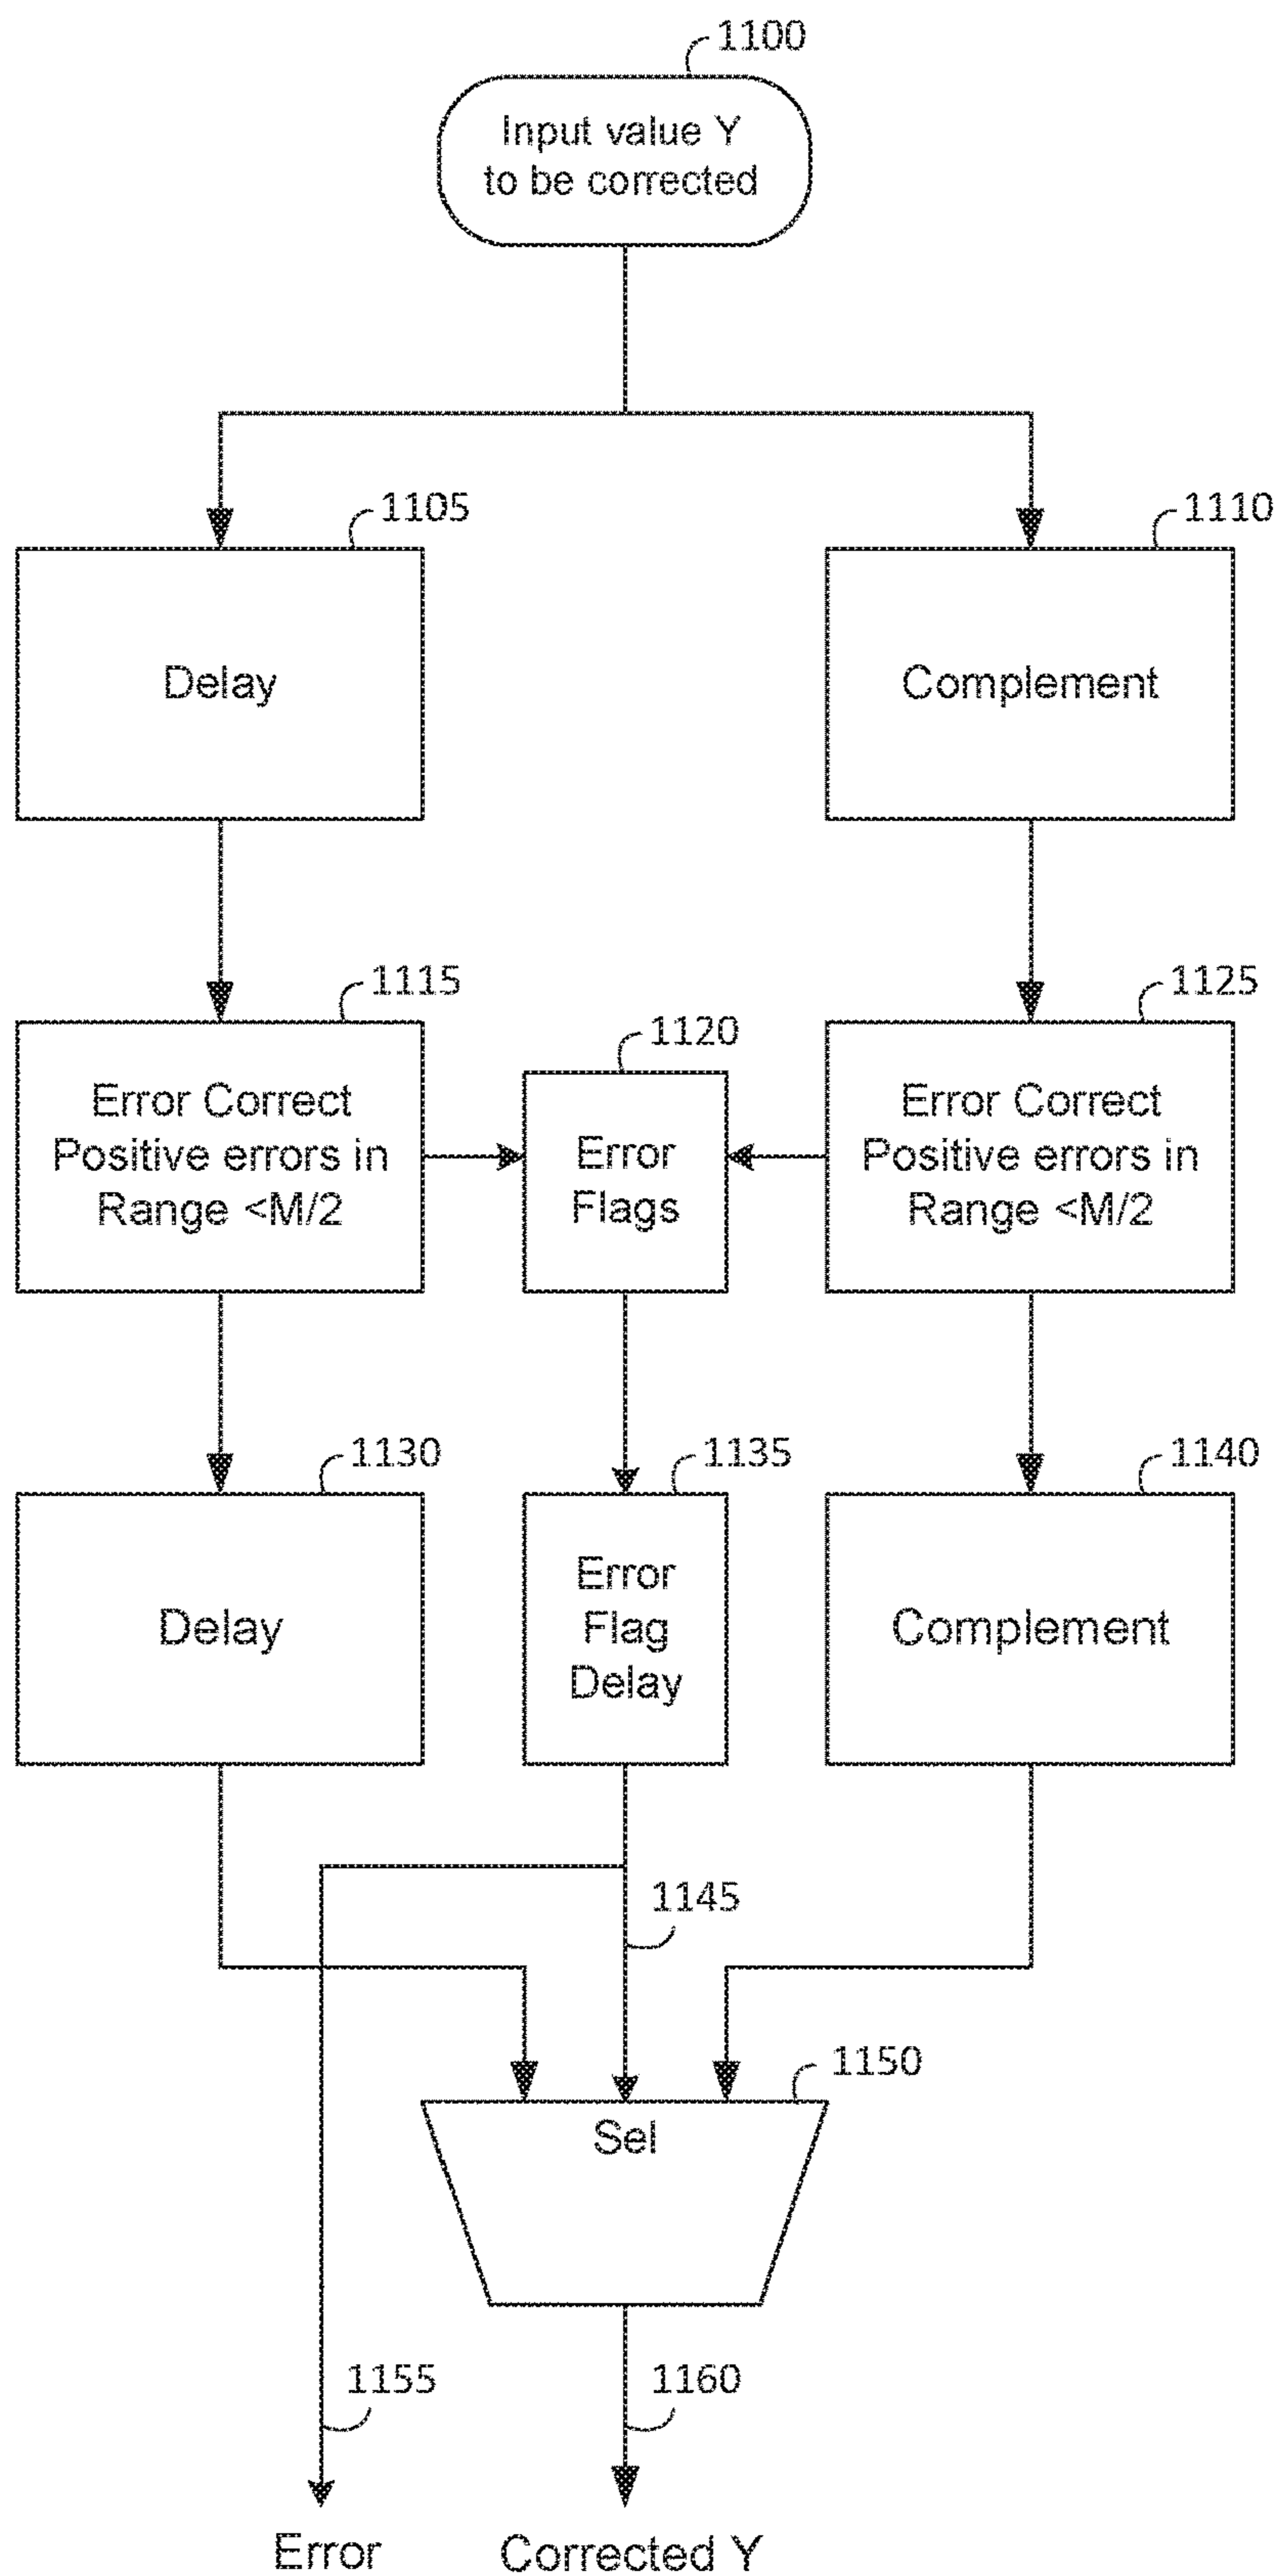 1100
Input value Y
to be corrected
1105
1110
Delay
Complement
1115
1125
1120
Error Correct
Positive errors in
Range <M/2
Error
Flags
Error Correct
Positive errors in
Range <M/2
1130
1135
1140
Delay
Error
Flag
Delay
Complement
1145
1150
Sel
1155
1160
Error
Corrected Y